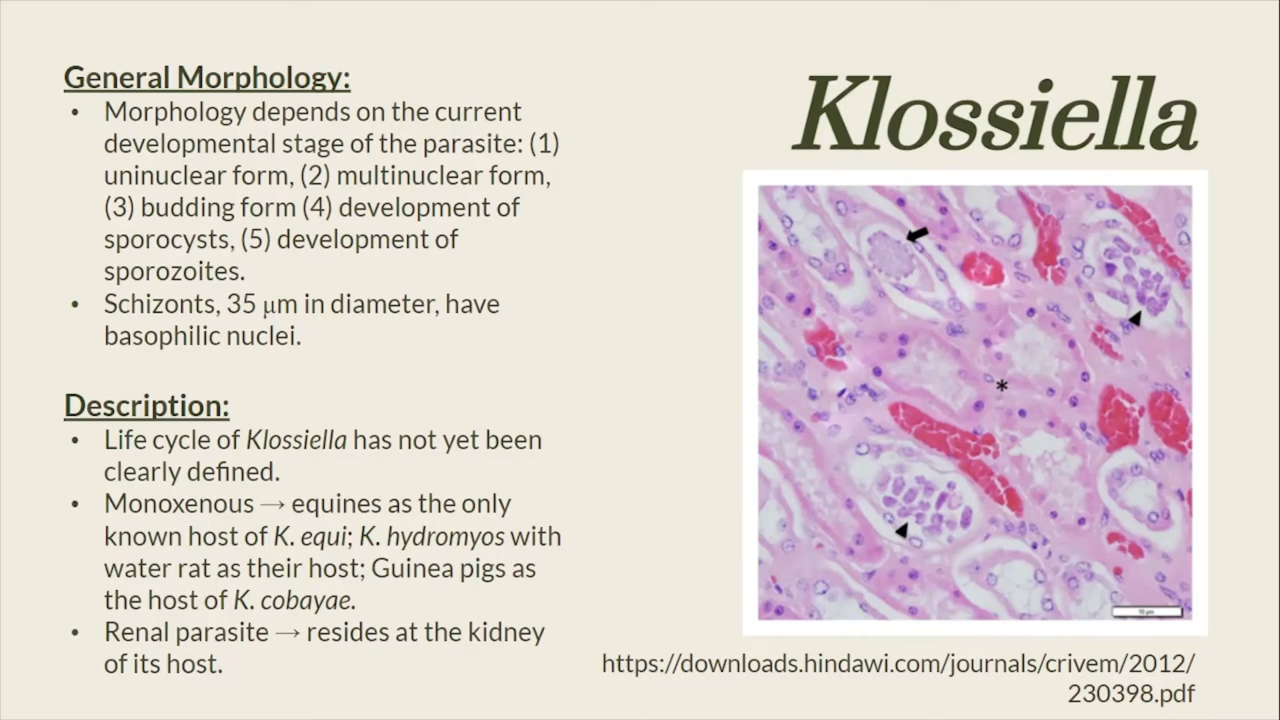 General Morphology:
• Morphology depends on the current
developmental stage of the parasite: (1)
uninuclear form, (2) multinuclear form,
(3) budding form (4) development of
sporocysts, (5) development of
sporozoites.
• Schizonts, 35 μm in diameter, have
basophilic nuclei.
Description:
• Life cycle of Klossiella has not yet been
clearly defined.
• Monoxenous → equines as the only
known host of K. equi; K. hydromyos with
water rat as their host; Guinea pigs as
the host of K. cobayae.
• Renal parasite → resides at the kidney
of its host.
Klossiella
*
https://downloads.hindawi.com/journals/crivem/2012/
230398.pdf